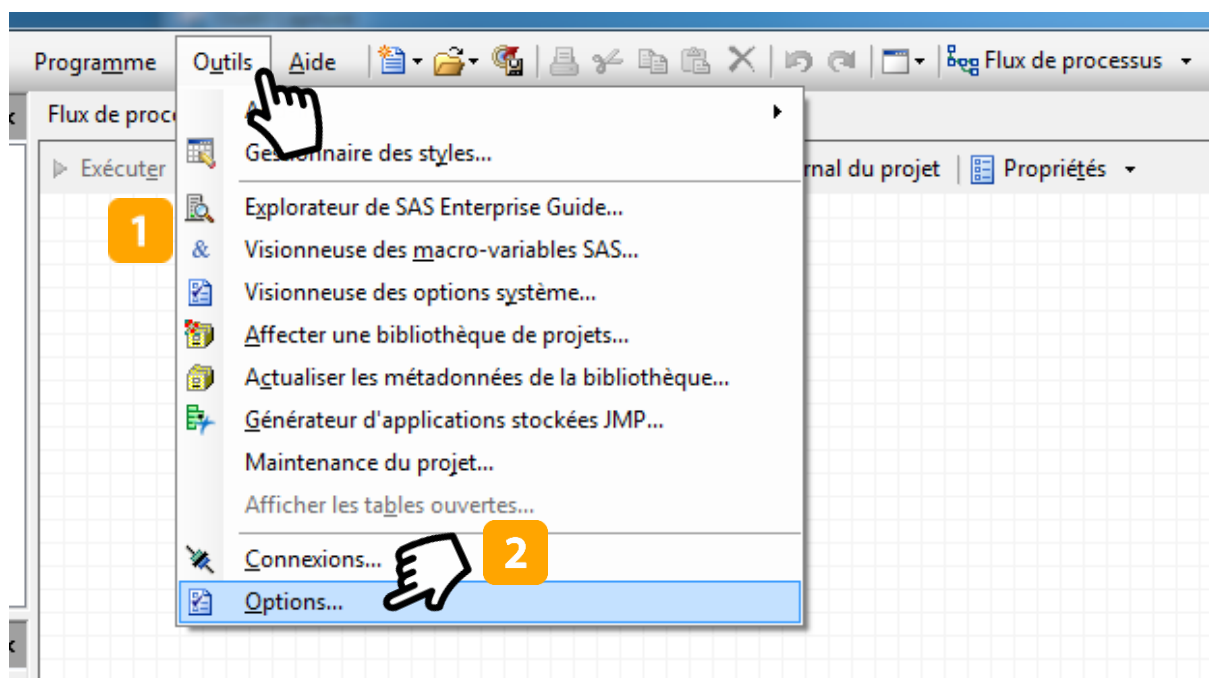 Programme Outils Aide Flux de processus
Flux de proc
Exécuter rnal du projet Propriétés
Gestionnaire des styles...
1
Explorateur de SAS Enterprise Guide...
& Visionneuse des macro-variables SAS...
Visionneuse des options système...
Affecter une bibliothèque de projets...
Actualiser les métadonnées de la bibliothèque...
Générateur d'applications stockées JMP...
Maintenance du projet...
Afficher les tables ouvertes...
Connexions... 2
Options...